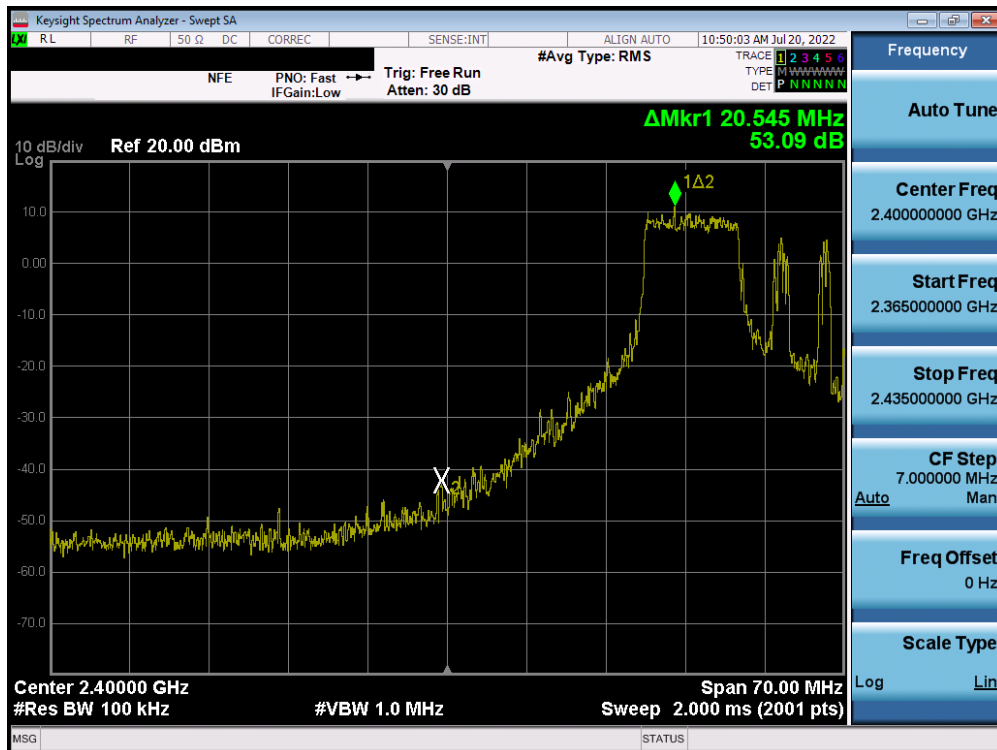 Keysight Spectrum Analyzer - Swept SA
LXI RL RF 50 Ω DC CORREC SENSE:INT ALIGN AUTO 10:50:03 AM Jul 20, 2022
NFE PNO: Fast Trig: Free Run #Avg Type: RMS TRACE 1 2 3 4 5 6
IFGain:Low Atten: 30 dB TYPE M WWWWW
DET P N N N N N
Frequency
ΔMkr1 20.545 MHz
53.09 dB
10 dB/div Ref 20.00 dBm
Log
1Δ2
10.0
0.00
-10.0
-20.0
-30.0
-40.0
2
-50.0
-60.0
-70.0
Center 2.40000 GHz Span 70.00 MHz
#Res BW 100 kHz #VBW 1.0 MHz Sweep 2.000 ms (2001 pts)
Auto Tune
Center Freq
2.400000000 GHz
Start Freq
2.365000000 GHz
Stop Freq
2.435000000 GHz
CF Step
7.000000 MHz
Auto Man
Freq Offset
0 Hz
Scale Type
Log Lin
MSG STATUS